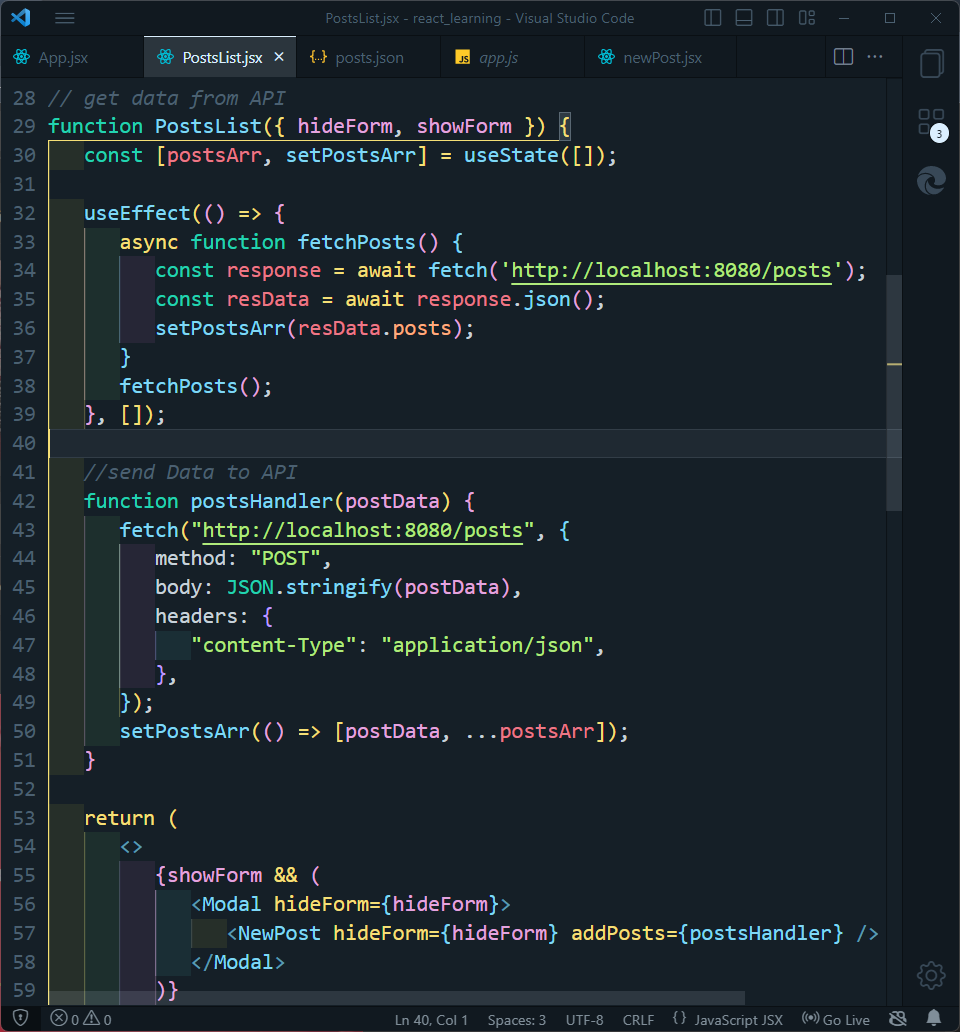 PostsList.jsx - react_learning - Visual Studio Code
App.jsx
PostsList.jsx
{..} posts.json
JS app.js
newPost.jsx
28 // get data from API
29 function PostsList({ hideForm, showForm }) {
30 const [postsArr, setPostsArr] = useState([]);
31
32 useEffect(() => {
33 async function fetchPosts() {
34 const response = await fetch('http://localhost:8080/posts');
35 const resData = await response.json();
36 setPostsArr(resData.posts);
37 }
38 fetchPosts();
39 }, []);
40
41 //send Data to API
42 function postsHandler(postData) {
43 fetch("http://localhost:8080/posts", {
44 method: "POST",
45 body: JSON.stringify(postData),
46 headers: {
47 "content-Type": "application/json",
48 },
49 });
50 setPostsArr(() => [postData, ...postsArr]);
51 }
52
53 return (
54 <>
55 {showForm && (
56 <Modal hideForm={hideForm}>
57 <NewPost hideForm={hideForm} addPosts={postsHandler} />
58 </Modal>
59 )}
3
0 0
Ln 40, Col 1
Spaces: 3
UTF-8
CRLF
{} JavaScript JSX
Go Live